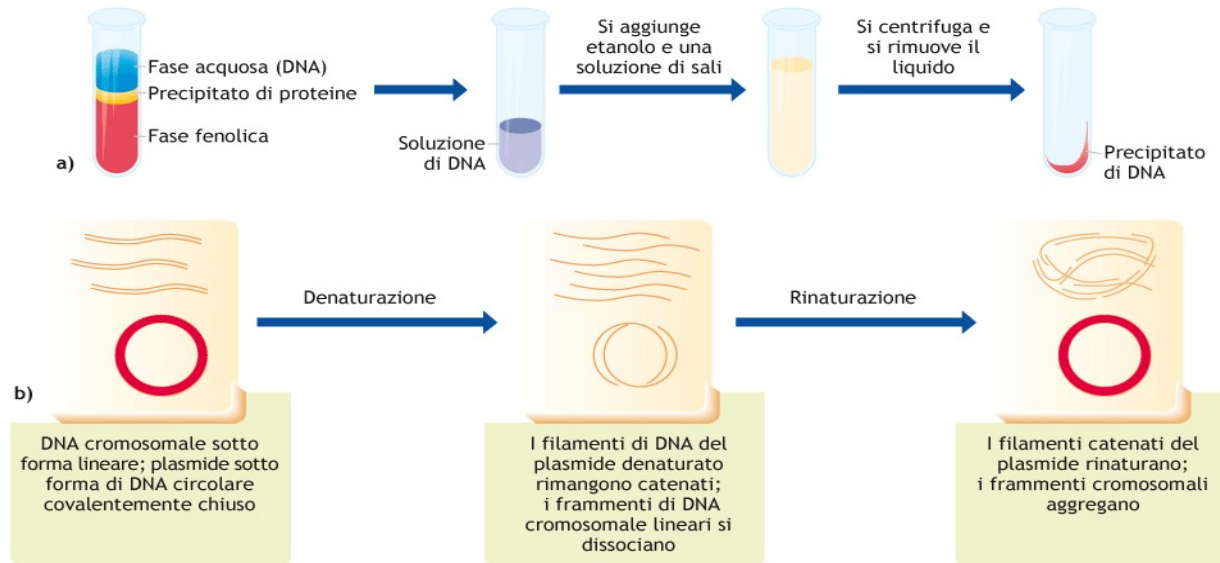 Fase acquosa (DNA)
Precipitato di proteine
Fase fenolica
a)
Soluzione
di DNA
Si aggiunge
etanolo e una
soluzione di sali
Si centrifuga e
si rimuove il
liquido
Precipitato
di DNA
b)
Denaturazione
Rinaturazione
DNA cromosomale sotto
forma lineare; plasmide sotto
forma di DNA circolare
covalentemente chiuso
I filamenti di DNA del
plasmide denaturato
rimangono catenati;
i frammenti di DNA
cromosomale lineari si
dissociano
I filamenti catenati del
plasmide rinaturano;
i frammenti cromosomali
aggregano